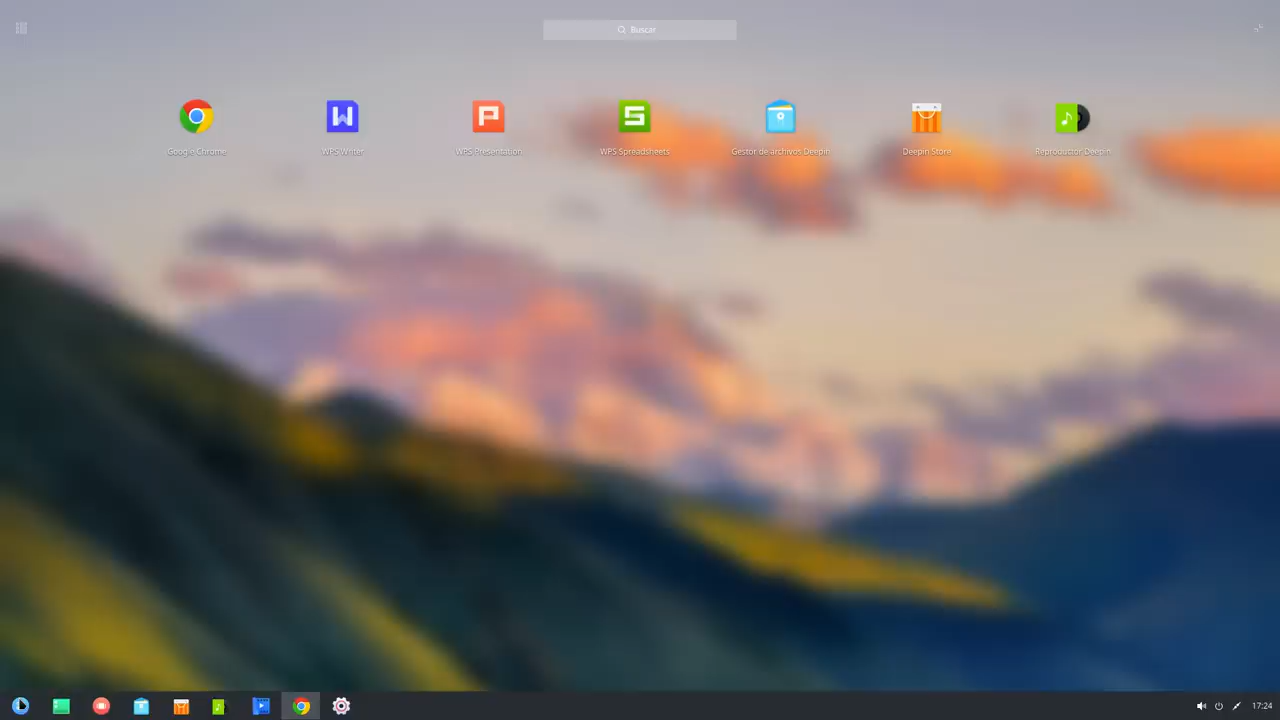 Buscar
Google Chrome
WPS Writer
WPS Presentation
WPS Spreadsheets
Gestor de archivos Deepin
Deepin Store
Reproductor Deepin
17:24